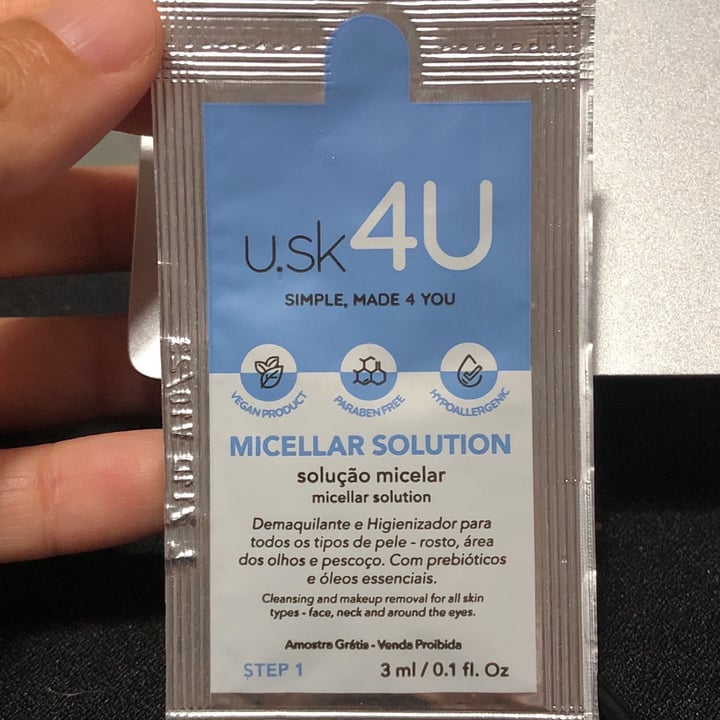 u.sk4U
SIMPLE, MADE 4 YOU
VEGAN PRODUCT
PARABEN FREE
HYPOALLERGENIC
MICELLAR SOLUTION
solução micelar
micellar solution
Demaquilante e Higienizador para
todos os tipos de pele - rosto, área
dos olhos e pescoço. Com prebióticos
e óleos essenciais.
Cleansing and makeup removal for all skin
types - face, neck and around the eyes.
Amostra Grátis - Venda Proibida
STEP 1
3 ml / 0.1 fl. Oz